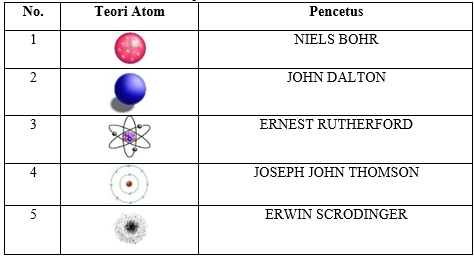 No. Teori Atom Pencetus
1 NIELS BOHR
2 JOHN DALTON
3 ERNEST RUTHERFORD
4 JOSEPH JOHN THOMSON
5 ERWIN SCRODINGER